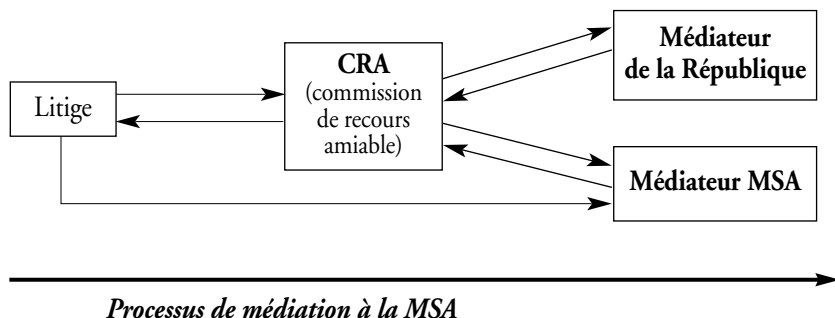 Litige
CRA
(commission
de recours
amiable)
Médiateur
de la République
Médiateur MSA
Processus de médiation à la MSA